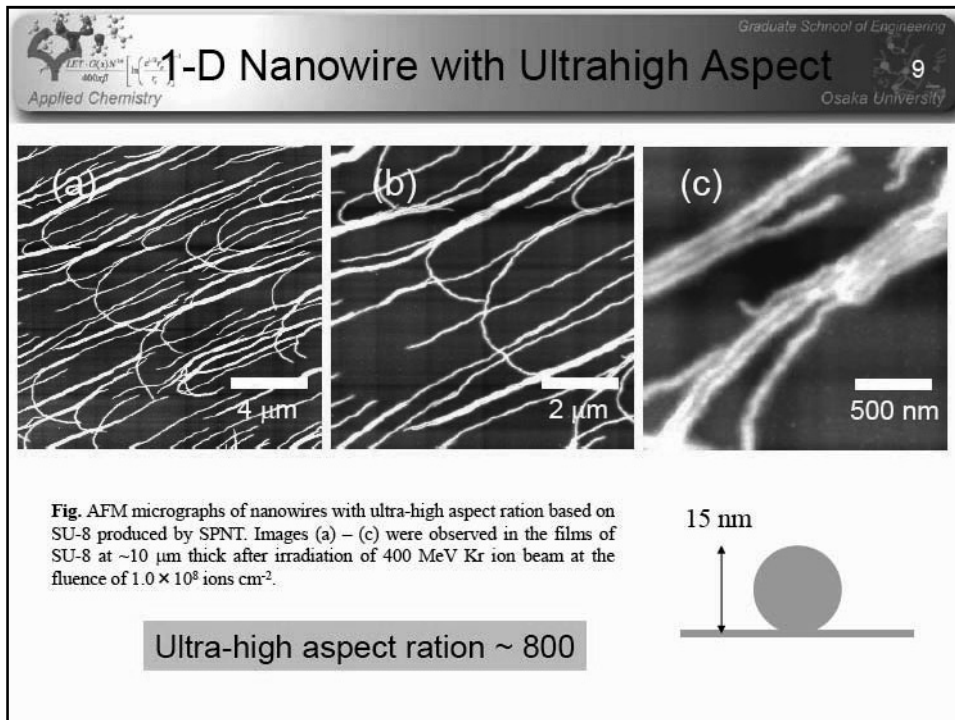 Graduate School of Engineering
1-D Nanowire with Ultrahigh Aspect
9
Applied Chemistry
Osaka University
(a)
(b)
(c)
4 μm
2 μm
500 nm
Fig. AFM micrographs of nanowires with ultra-high aspect ration based on
SU-8 produced by SPNT. Images (a) – (c) were observed in the films of
SU-8 at ~10 μm thick after irradiation of 400 MeV Kr ion beam at the
fluence of 1.0 × 10⁸ ions cm⁻².
15 nm
Ultra-high aspect ration ~ 800